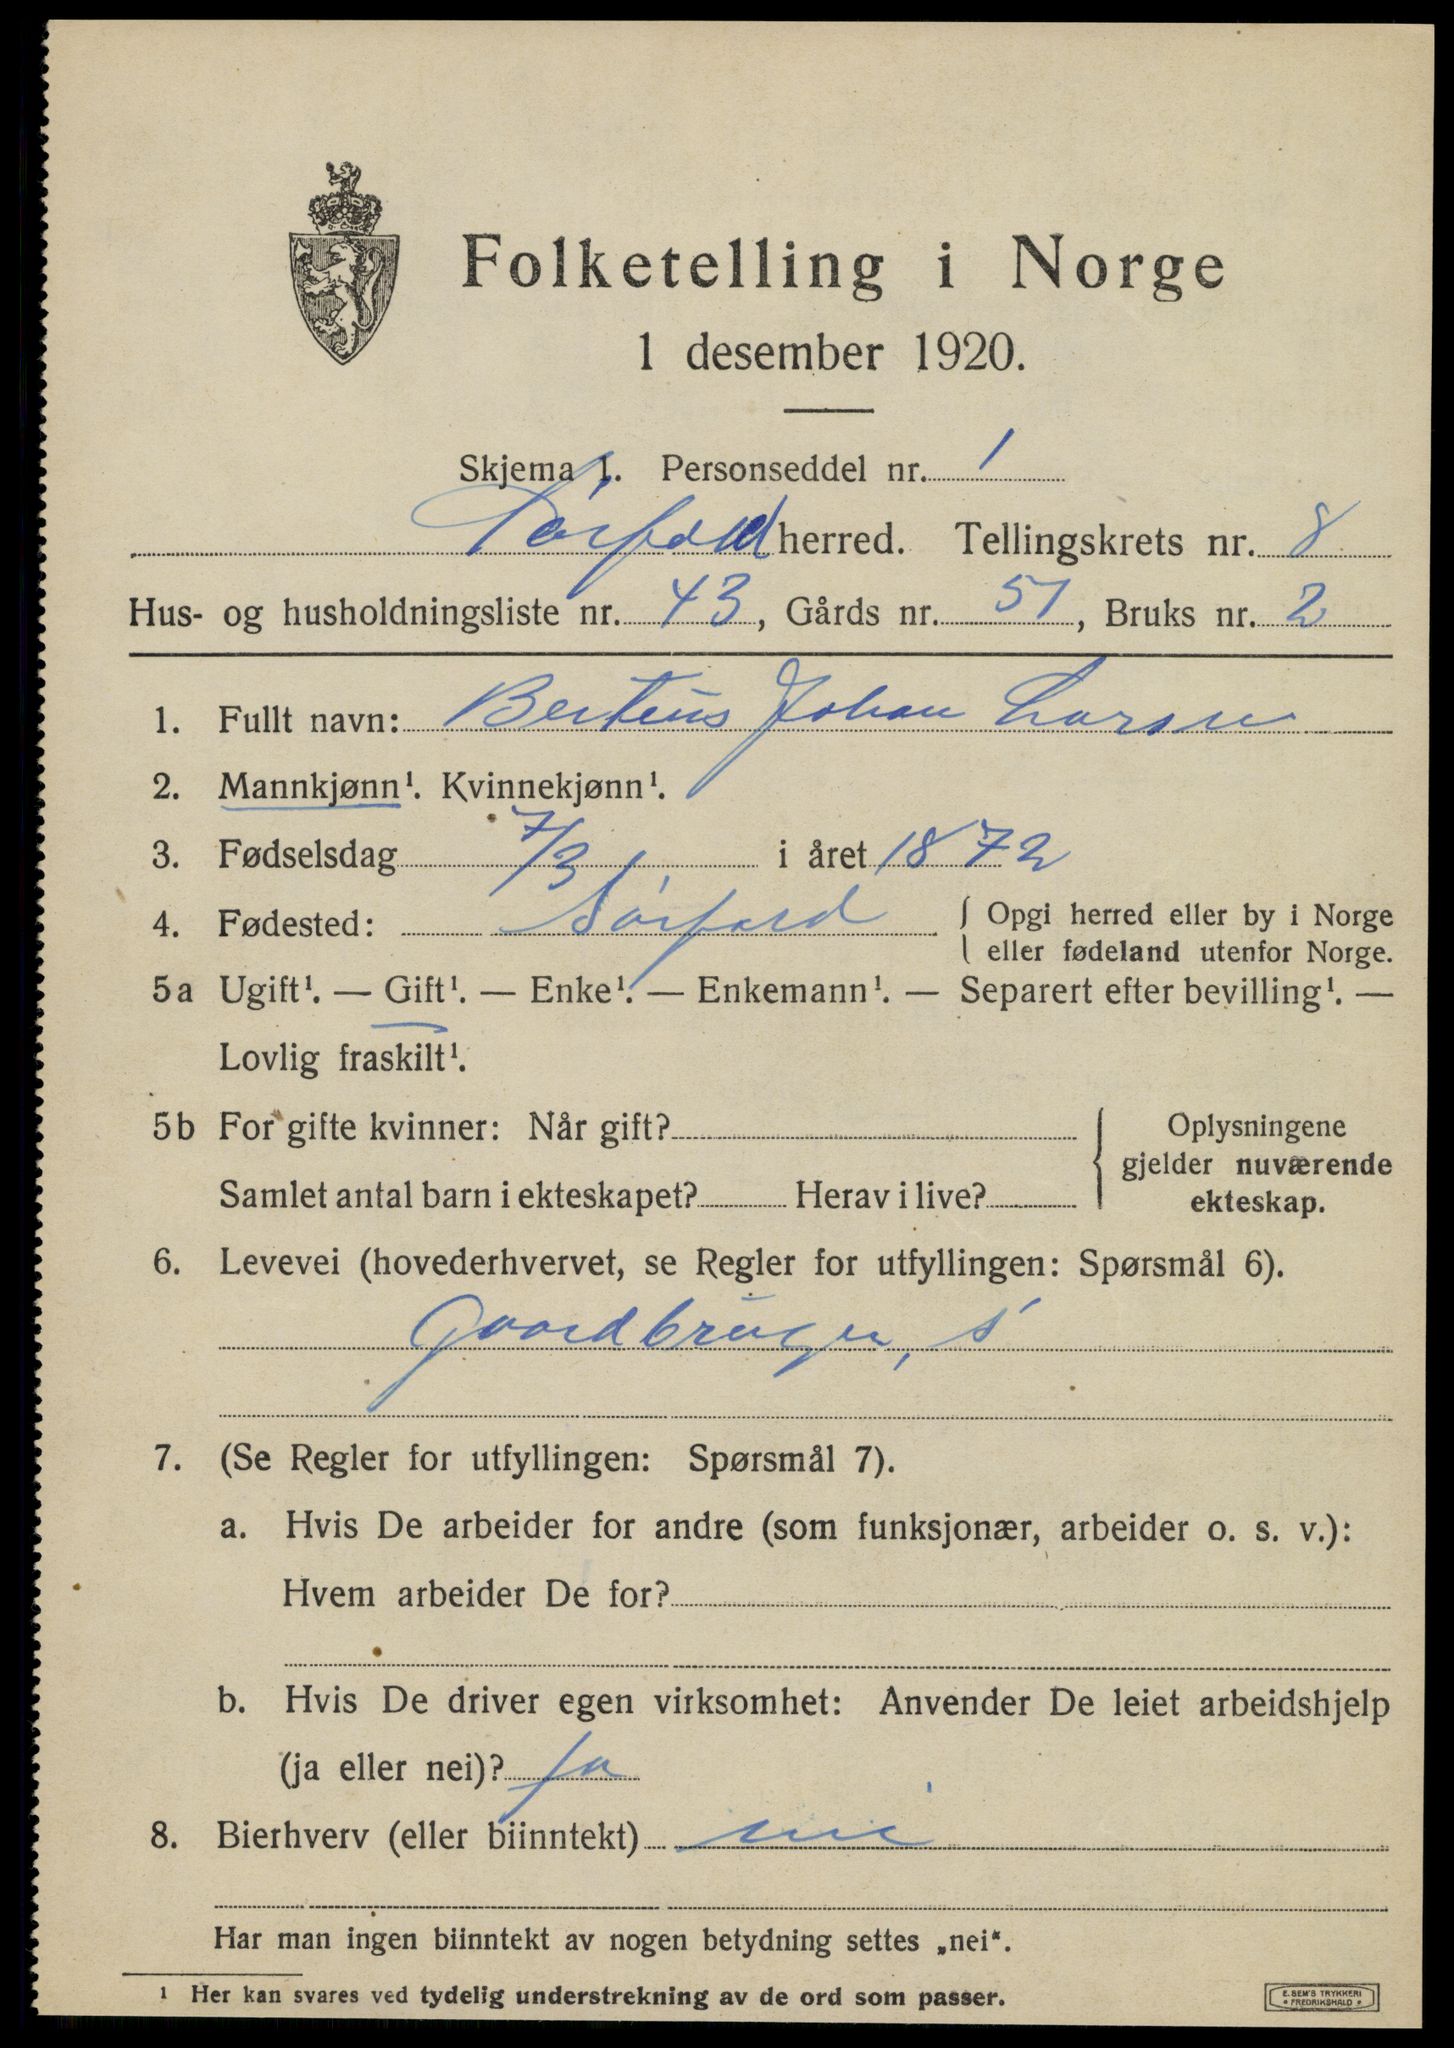 Folketelling i Norge
1 desember 1920.
Skjema 1. Personseddel nr. 1
Sørfold herred. Tellingskrets nr. 8
Hus- og husholdningsliste nr. 43, Gårds nr. 51, Bruks nr. 2
1. Fullt navn: Berteus Johan Larsen
2. Mannkjønn¹. Kvinnekjønn¹.
3. Fødselsdag 7/3 i året 1872
4. Fødested: Sørfold { Opgi herred eller by i Norge
eller fødeland utenfor Norge.
5a Ugift¹. — Gift¹. — Enke¹. — Enkemann¹. — Separert efter bevilling¹. —
Lovlig fraskilt¹.
5b For gifte kvinner: Når gift?
Samlet antal barn i ekteskapet? Herav i live?
Oplysningene
gjelder nuværende
ekteskap.
6. Levevei (hovederhvervet, se Regler for utfyllingen: Spørsmål 6).
Gaardbruger, s
7. (Se Regler for utfyllingen: Spørsmål 7).
a. Hvis De arbeider for andre (som funksjonær, arbeider o. s. v.):
Hvem arbeider De for?
b. Hvis De driver egen virksomhet: Anvender De leiet arbeidshjelp
(ja eller nei)? ja
8. Bierhverv (eller biinntekt) nei
Har man ingen biinntekt av nogen betydning settes „nei“.
¹ Her kan svares ved tydelig understrekning av de ord som passer.
E. SEM'S TRYKKERI
* FREDRIKSHALD *